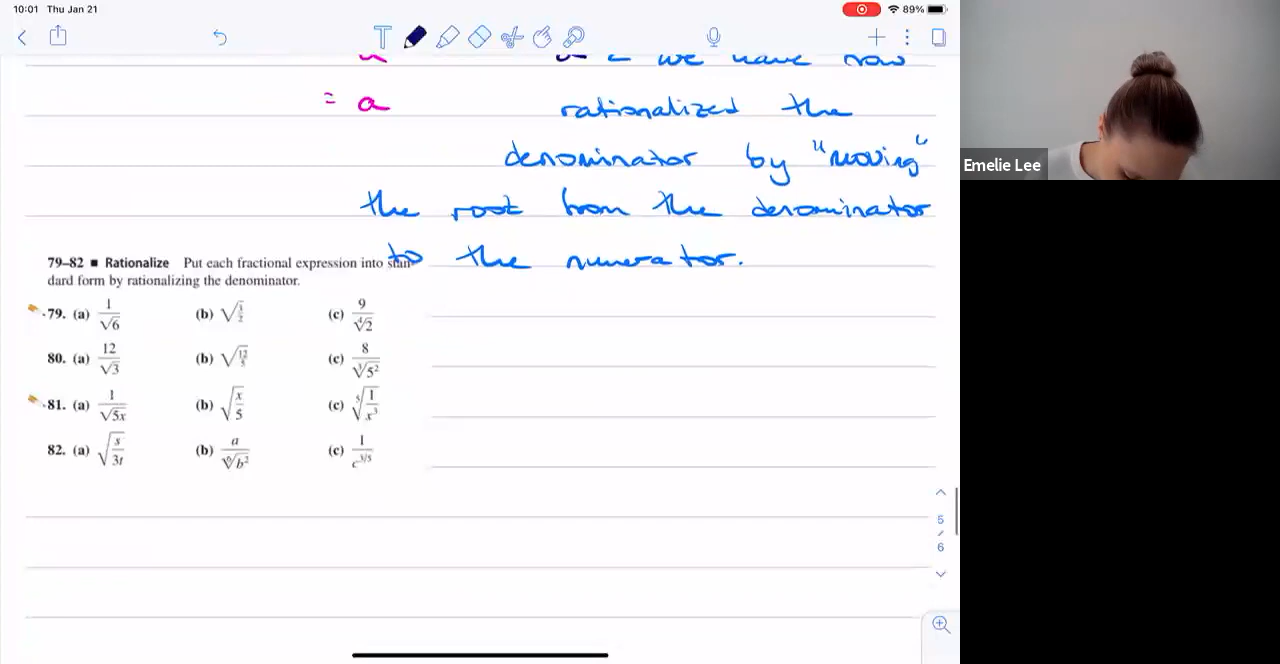 10:01 Thu Jan 21
89%
T
we have now
= a
rationalized the
denominator by "moving"
the root from the denominator
to the numerator.
79–82 ■ Rationalize Put each fractional expression into stan-
dard form by rationalizing the denominator.
79. (a) 1/√6 (b) √(1/2) (c) 9/∜2
80. (a) 12/√3 (b) √(12/5) (c) 8/∛5²
81. (a) 1/√5x (b) √(x/5) (c) ⁵√(1/x³)
82. (a) √(s/3t) (b) a/⁶√b² (c) 1/c^(3/5)
5
/
6
Emelie Lee